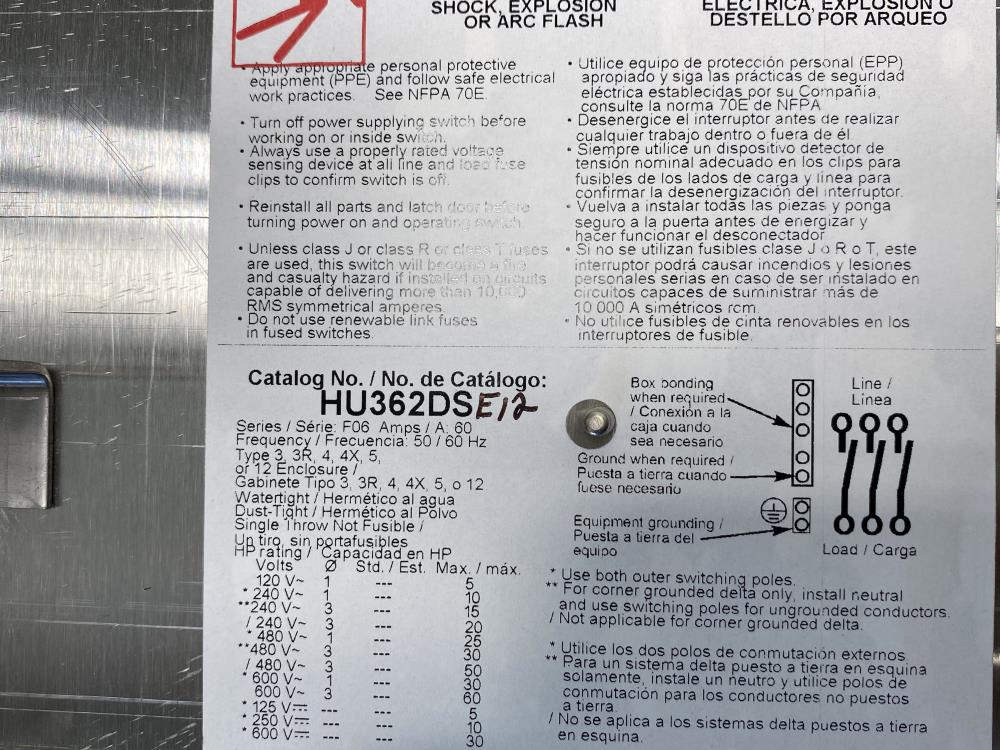 SHOCK, EXPLOSION
OR ARC FLASH
ELÉCTRICA, EXPLOSIÓN O
DESTELLO POR ARQUEO
• Apply appropriate personal protective
equipment (PPE) and follow safe electrical
work practices. See NFPA 70E.
• Turn off power supplying switch before
working on or inside switch.
• Always use a properly rated voltage
sensing device at all line and load fuse
clips to confirm switch is off.
• Reinstall all parts and latch door before
turning power on and operating switch.
• Unless class J or class R or class T fuses
are used, this switch will become a fire
and casualty hazard if installed on circuits
capable of delivering more than 10,000
RMS symmetrical amperes.
• Do not use renewable link fuses
in fused switches.
• Utilice equipo de protección personal (EPP)
apropiado y siga las prácticas de seguridad
eléctrica establecidas por su Compañía,
consulte la norma 70E de NFPA
• Desenergice el interruptor antes de realizar
cualquier trabajo dentro o fuera de él.
• Siempre utilice un dispositivo detector de
tensión nominal adecuado en los clips para
fusibles de los lados de carga y línea para
confirmar la desenergización del interruptor.
• Vuelva a instalar todas las piezas y ponga
seguro a la puerta antes de energizar y
hacer funcionar el desconectador
• Si no se utilizan fusibles clase J o R o T, este
interruptor podrá causar incendios y lesiones
personales serias en caso de ser instalado en
circuitos capaces de suministrar más de
10 000 A simétricos rcm.
• No utilice fusibles de cinta renovables en los
interruptores de fusible.
Catalog No. / No. de Catálogo:
HU362DSE12
Series / Série: F06 Amps / A: 60
Frequency / Frecuencia: 50 / 60 Hz
Type 3, 3R, 4, 4X, 5,
or 12 Enclosure /
Gabinete Tipo 3, 3R, 4, 4X, 5, o 12
Watertight / Hermético al agua
Dust-Tight / Hermético al Polvo
Single Throw Not Fusible /
Un tiro, sin portafusibles
HP rating / Capacidad en HP
Volts Ø Std. / Est. Max. / máx.
120 V~ 1 --- 5
* 240 V~ 1 --- 10
**240 V~ 3 --- 15
/ 240 V~ 3 --- 20
* 480 V~ 1 --- 25
**480 V~ 3 --- 30
/ 480 V~ 3 --- 50
* 600 V~ 1 --- 30
600 V~ 3 --- 60
* 125 V⎓ --- --- 5
* 250 V⎓ --- --- 10
* 600 V⎓ --- --- 30
Box bonding
when required
/ Conexión a la
caja cuando
sea necesario
Ground when required /
Puesta a tierra cuando
fuese necesario
Equipment grounding /
Puesta a tierra del
equipo
Line /
Línea
Load / Carga
* Use both outer switching poles.
** For corner grounded delta only, install neutral
and use switching poles for ungrounded conductors.
/ Not applicable for corner grounded delta.
* Utilice los dos polos de conmutación externos.
** Para un sistema delta puesto a tierra en esquina
solamente, instale un neutro y utilice polos de
conmutación para los conductores no puestos
a tierra.
/ No se aplica a los sistemas delta puestos a tierra
en esquina.